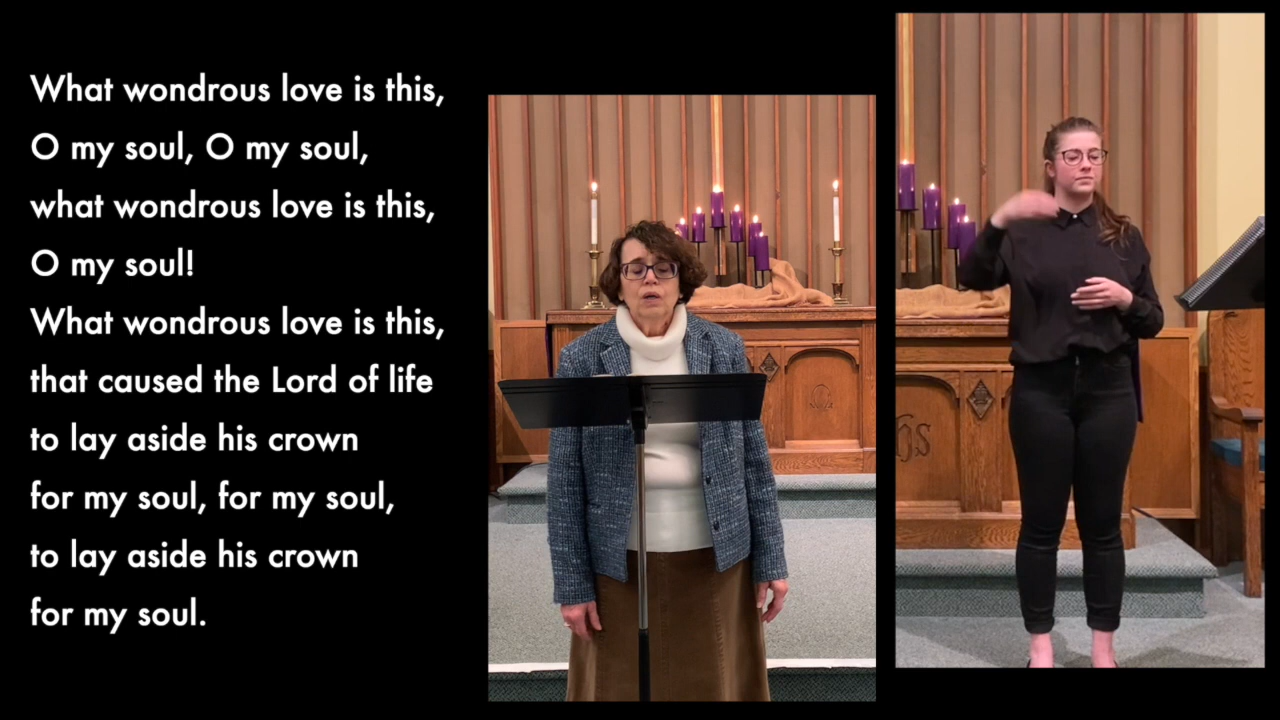 What wondrous love is this,
O my soul, O my soul,
what wondrous love is this,
O my soul!
What wondrous love is this,
that caused the Lord of life
to lay aside his crown
for my soul, for my soul,
to lay aside his crown
for my soul.